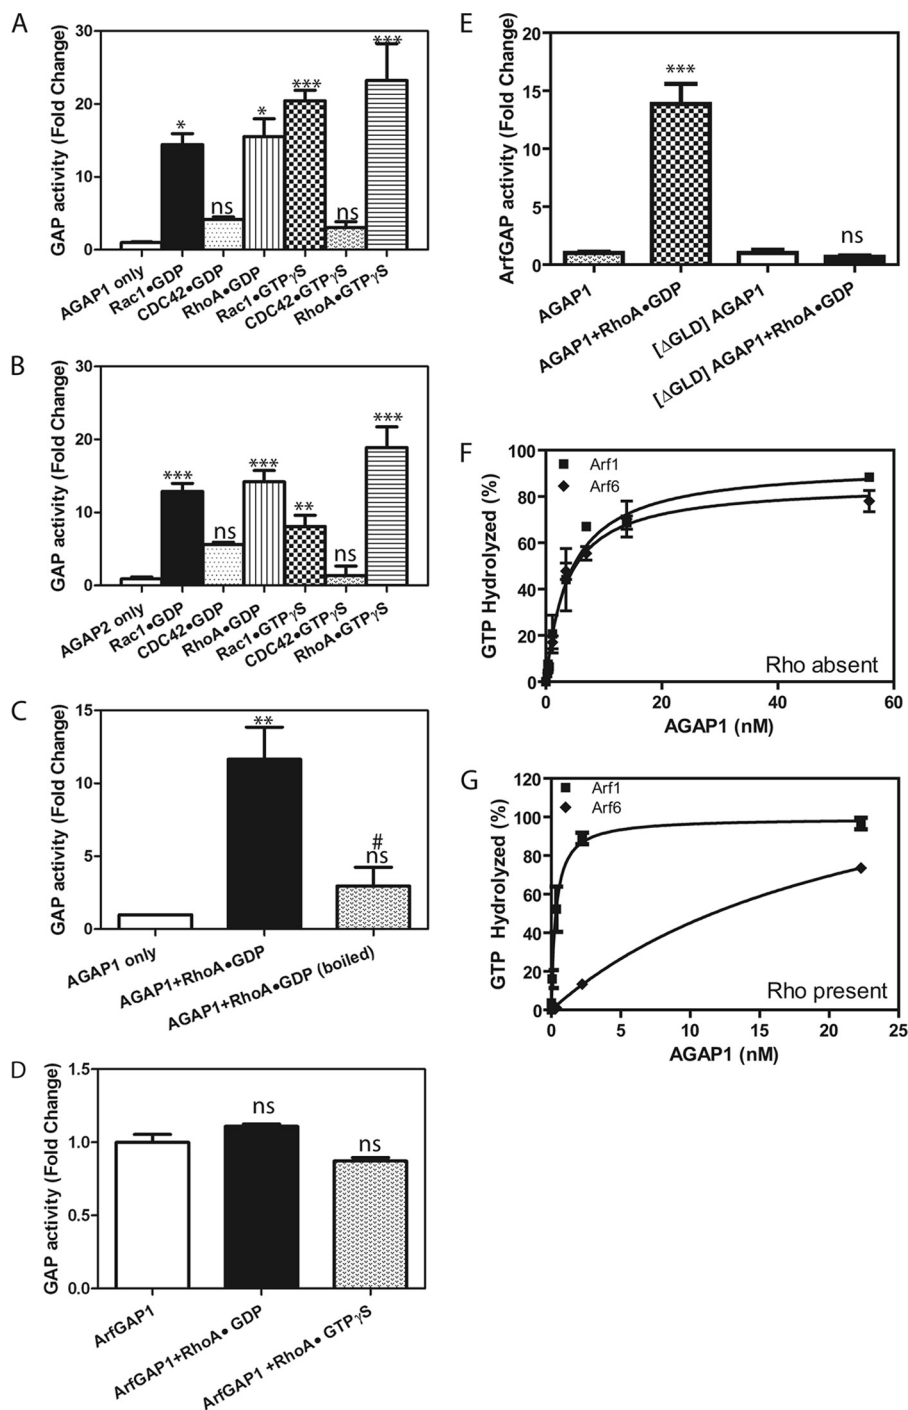 A
GAP activity (Fold Change)
30
20
10
0
*
ns
*
***
ns
***
AGAP1 only
Rac1•GDP
CDC42•GDP
RhoA•GDP
Rac1•GTPγS
CDC42•GTPγS
RhoA•GTPγS
B
GAP activity (Fold Change)
30
20
10
0
***
ns
***
**
ns
***
AGAP2 only
Rac1•GDP
CDC42•GDP
RhoA•GDP
Rac1•GTPγS
CDC42•GTPγS
RhoA•GTPγS
C
GAP activity (Fold Change)
15
10
5
0
**
#
ns
AGAP1 only
AGAP1+RhoA•GDP
AGAP1+RhoA•GDP (boiled)
D
GAP activity (Fold Change)
1.5
1.0
0.5
0.0
ns
ns
ArfGAP1
ArfGAP1+RhoA• GDP
ArfGAP1 +RhoA• GTPγS
E
ArfGAP activity (Fold Change)
20
15
10
5
0
***
ns
AGAP1
AGAP1+RhoA•GDP
[ΔGLD] AGAP1
[ΔGLD] AGAP1+RhoA•GDP
F
GTP Hydrolyzed (%)
100
80
60
40
20
0
Arf1
Arf6
Rho absent
0 20 40 60
AGAP1 (nM)
G
GTP Hydrolyzed (%)
120
100
80
60
40
20
0
Arf1
Arf6
Rho present
0 5 10 15 20 25
AGAP1 (nM)